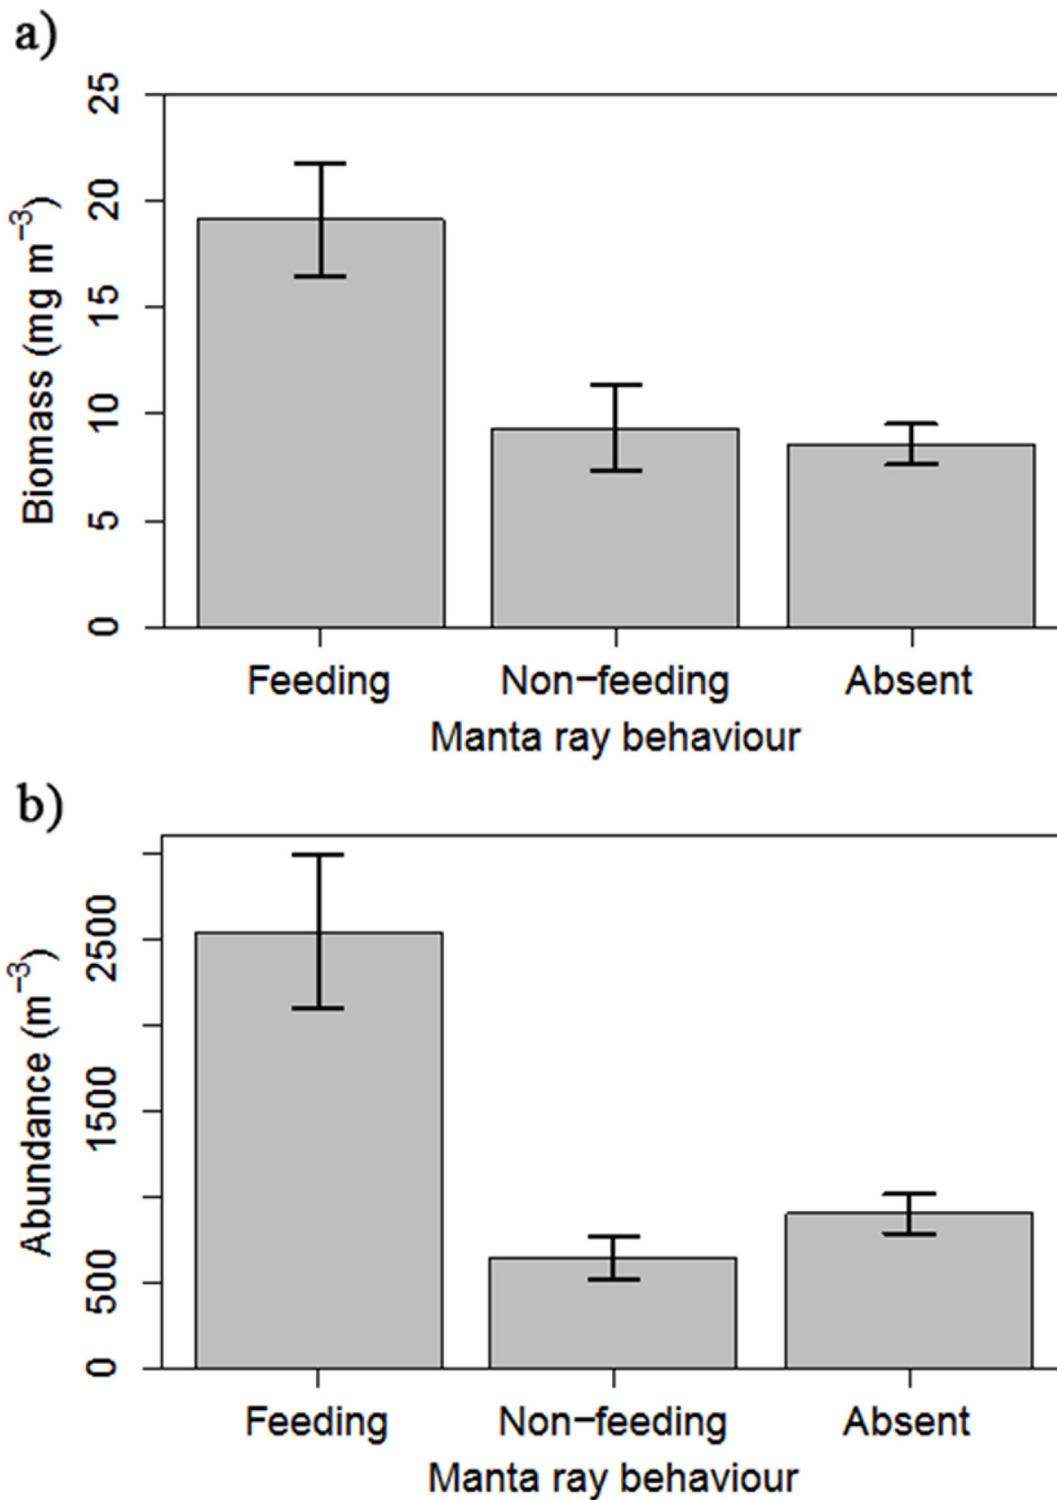 a)
25
20
15
10
5
0
Biomass (mg m⁻³)
Feeding Non−feeding Absent
Manta ray behaviour
b)
2500
1500
500
0
Abundance (m⁻³)
Feeding Non−feeding Absent
Manta ray behaviour